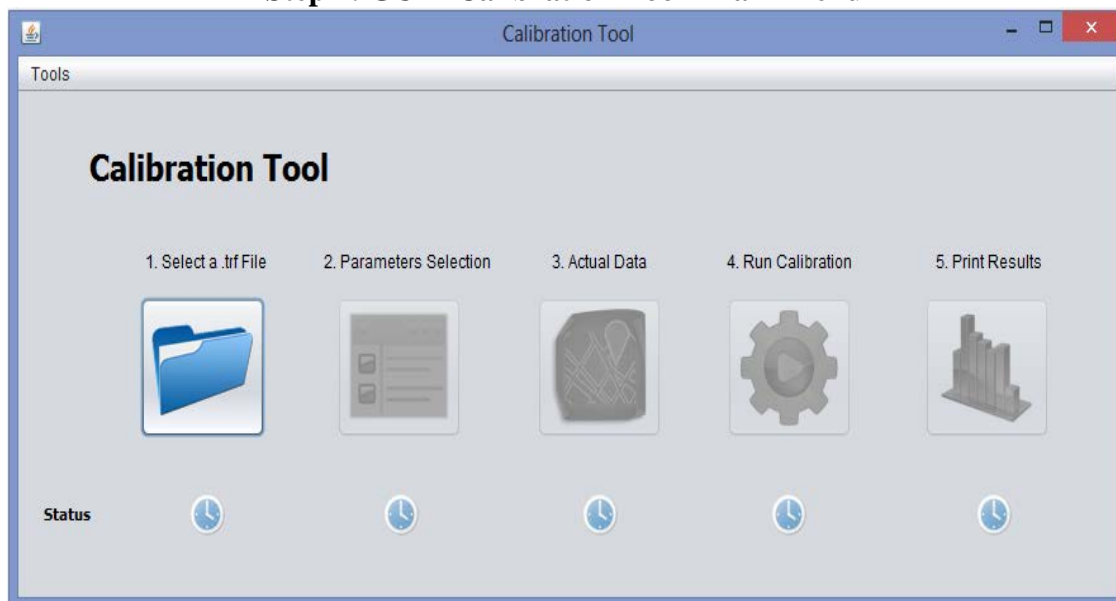 Calibration Tool
Tools
Calibration Tool
1. Select a .trf File 2. Parameters Selection 3. Actual Data 4. Run Calibration 5. Print Results
Status